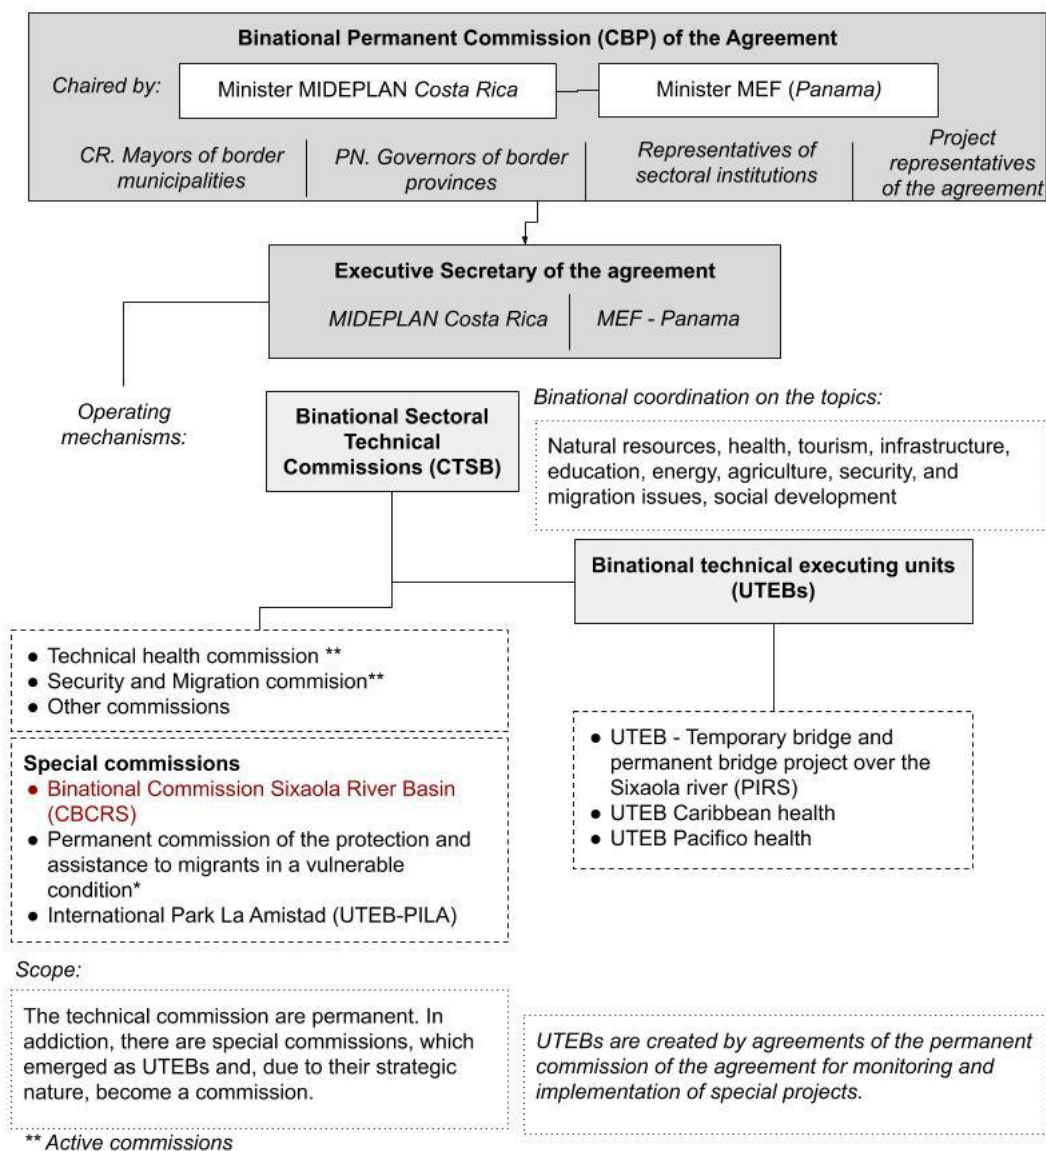 Binational Permanent Commission (CBP) of the Agreement
Chaired by:
Minister MIDEPLAN Costa Rica
Minister MEF (Panama)
CR. Mayors of border
municipalities
PN. Governors of border
provinces
Representatives of
sectoral institutions
Project
representatives
of the agreement
Executive Secretary of the agreement
MIDEPLAN Costa Rica
MEF - Panama
Operating
mechanisms:
Binational Sectoral
Technical
Commissions (CTSB)
Binational coordination on the topics:
Natural resources, health, tourism, infrastructure,
education, energy, agriculture, security, and
migration issues, social development
Binational technical executing units
(UTEBs)
● Technical health commission **
● Security and Migration commision**
● Other commissions
Special commissions
● Binational Commission Sixaola River Basin
(CBCRS)
● Permanent commission of the protection and
assistance to migrants in a vulnerable
condition*
● International Park La Amistad (UTEB-PILA)
● UTEB - Temporary bridge and
permanent bridge project over the
Sixaola river (PIRS)
● UTEB Caribbean health
● UTEB Pacifico health
Scope:
The technical commission are permanent. In
addiction, there are special commissions, which
emerged as UTEBs and, due to their strategic
nature, become a commission.
UTEBs are created by agreements of the permanent
commission of the agreement for monitoring and
implementation of special projects.
** Active commissions